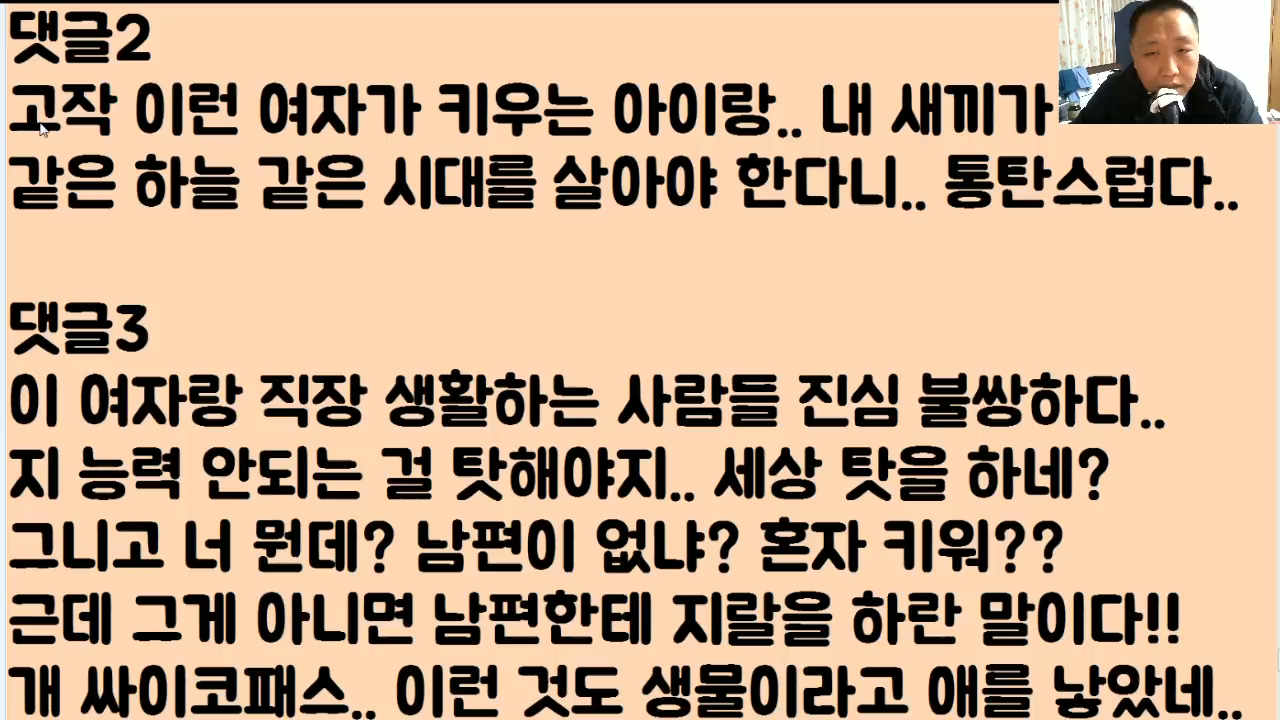 댓글2
고작 이런 여자가 키우는 아이랑.. 내 새끼가
같은 하늘 같은 시대를 살아야 한다니.. 통탄스럽다..
댓글3
이 여자랑 직장 생활하는 사람들 진심 불쌍하다..
지 능력 안되는 걸 탓해야지.. 세상 탓을 하네?
그니고 너 뭔데? 남편이 없냐? 혼자 키워??
근데 그게 아니면 남편한테 지랄을 하란 말이다!!
개 싸이코패스.. 이런 것도 생물이라고 애를 낳았네..